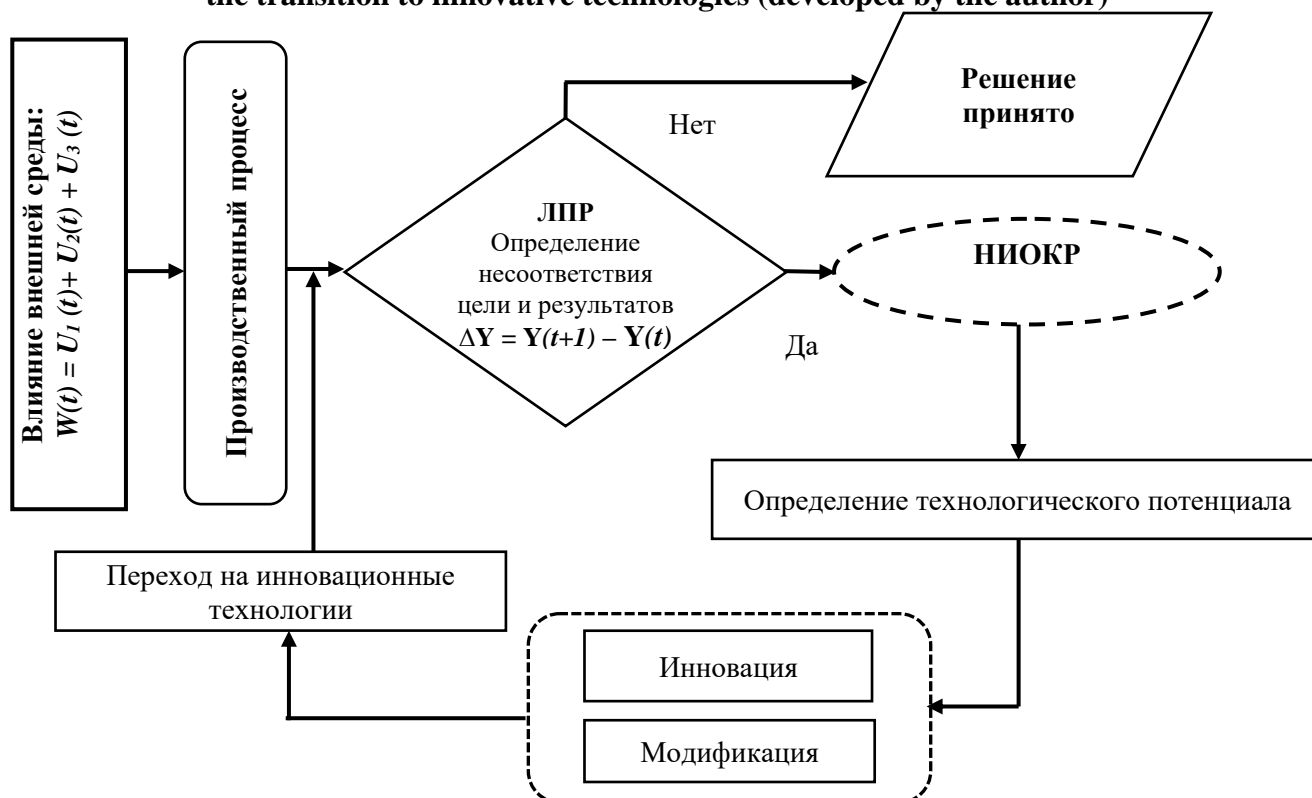 the transition to innovative technologies (developed by the author)
Влияние внешней среды:
W(t) = U₁ (t)+ U₂(t) + U₃ (t)
Производственный процесс
Нет
Решение
принято
ЛПР
Определение
несоответствия
цели и результатов
ΔY = Y(t+1) – Y(t)
Да
НИОКР
Определение технологического потенциала
Переход на инновационные
технологии
Инновация
Модификация